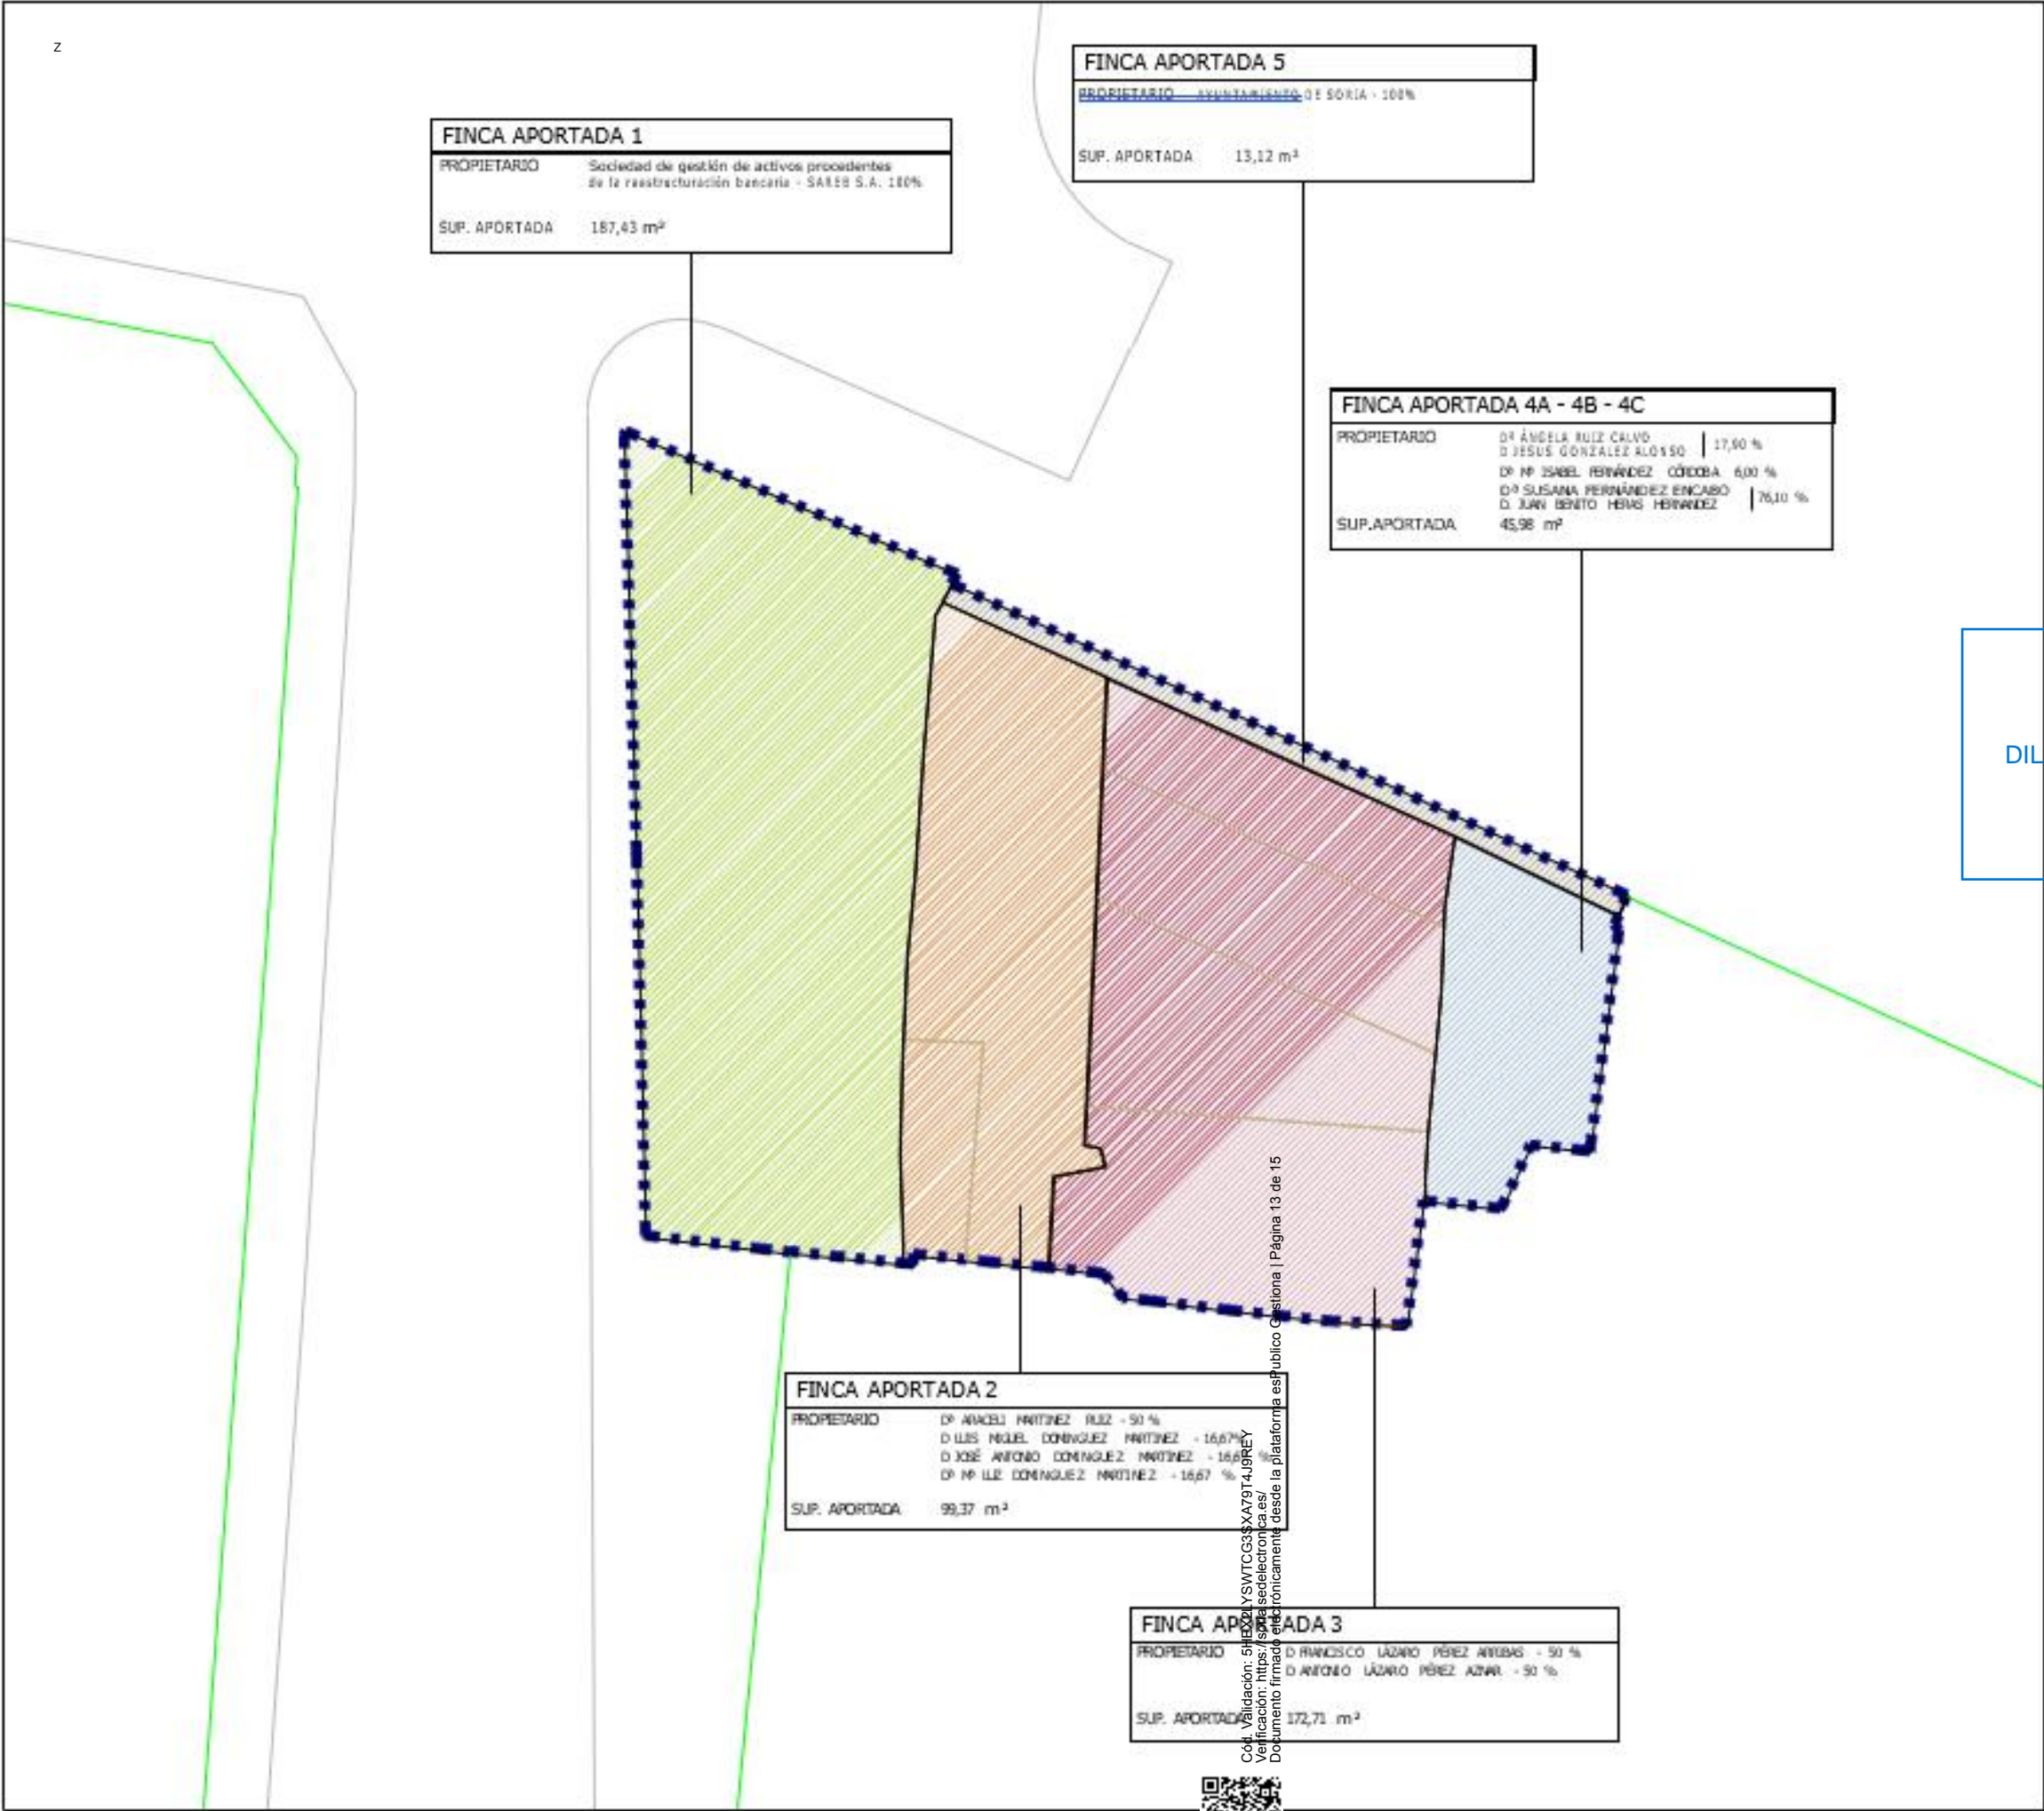 Z
FINCA APORTADA 5
PROPIETARIO AYUNTAMIENTO DE SORIA - 100%
SUP. APORTADA 13,12 m²
FINCA APORTADA 1
PROPIETARIO Sociedad de gestión de activos procedentes
de la reestructuración bancaria - SAREB S.A. 100%
SUP. APORTADA 187,43 m²
FINCA APORTADA 4A - 4B - 4C
PROPIETARIO Dª ÁNGELA RUIZ CALVO
D JESUS GONZALEZ ALONSO 17,90 %
Dª Mª ISABEL FERNÁNDEZ CÓRDOBA 6,00 %
Dª SUSANA FERNÁNDEZ ENCABO
D. JUAN BENITO HERAS HERNANDEZ 76,10 %
SUP.APORTADA 45,98 m²
DIL
FINCA APORTADA 2
PROPIETARIO Dª ARACELI MARTINEZ RUIZ - 50 %
D LUIS MIGUEL DOMINGUEZ MARTINEZ - 16,67%
D JOSÉ ANTONIO DOMINGUEZ MARTÍNEZ - 16,67 %
Dª Mª LUZ DOMINGUEZ MARTINEZ - 16,67 %
SUP. APORTADA 99,37 m²
FINCA APORTADA 3
PROPIETARIO D FRANCISCO LÁZARO PÉREZ ARRIBAS - 50 %
D ANTONIO LÁZARO PÉREZ AZNAR - 50 %
SUP. APORTADA 172,71 m²
Cód. Validación:
Verificación: https://soria.sedelectronica.es/
Documento firmado electrónicamente desde la plataforma esPublico Gestiona | Página 13 de 15